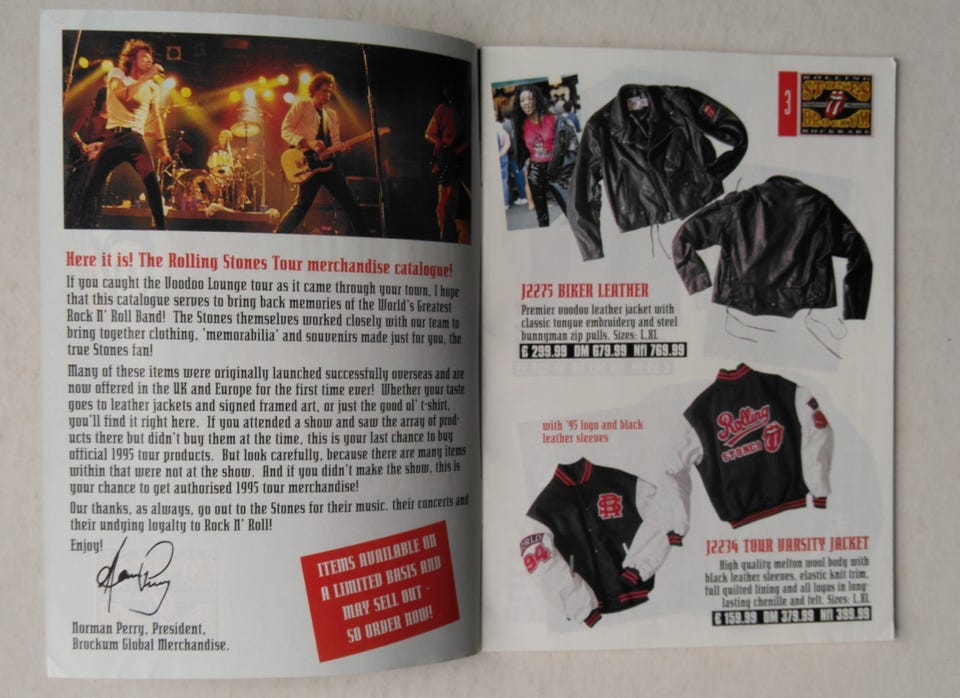 Here it is! The Rolling Stones Tour merchandise catalogue!
If you caught the Voodoo Lounge tour as it came through your town, I hope
that this catalogue serves to bring back memories of the World's Greatest
Rock N' Roll Band! The Stones themselves worked closely with our team to
bring together clothing, 'memorabilia' and souvenirs made just for you, the
true Stones fan!
Many of these items were originally launched successfully overseas and are
now offered in the UK and Europe for the first time ever! Whether your taste
goes to leather jackets and signed framed art, or just the good ol' t-shirt,
you'll find it right here. If you attended a show and saw the array of prod-
ucts there but didn't buy them at the time, this is your last chance to buy
official 1995 tour products. But look carefully, because there are many items
within that were not at the show. And if you didn't make the show, this is
your chance to get authorised 1995 tour merchandise!
Our thanks, as always, go out to the Stones for their music, their concerts and
their undying loyalty to Rock N' Roll!
Enjoy!
Norman Perry, President,
Brockum Global Merchandise.
ITEMS AVAILABLE ON
A LIMITED BASIS AND
MAY SELL OUT -
SO ORDER NOW!
3
ROLLING
STONES
BROCKUM
ROCKWARE
J2275 BIKER LEATHER
Premier voodoo leather jacket with
classic tongue embroidery and steel
bunnyman zip pulls. Sizes: L,XL
£ 299.99 DM 679.99 Nfl 769.99
with '95 logo and black
leather sleeves
Rolling
STONES
RS
WORLD
94
J2234 TOUR VARSITY JACKET
High quality melton wool body with
black leather sleeves, elastic knit trim,
full quilted lining and all logos in long-
lasting chenille and felt. Sizes: L,XL
£ 159.99 DM 379.99 Nfl 399.99